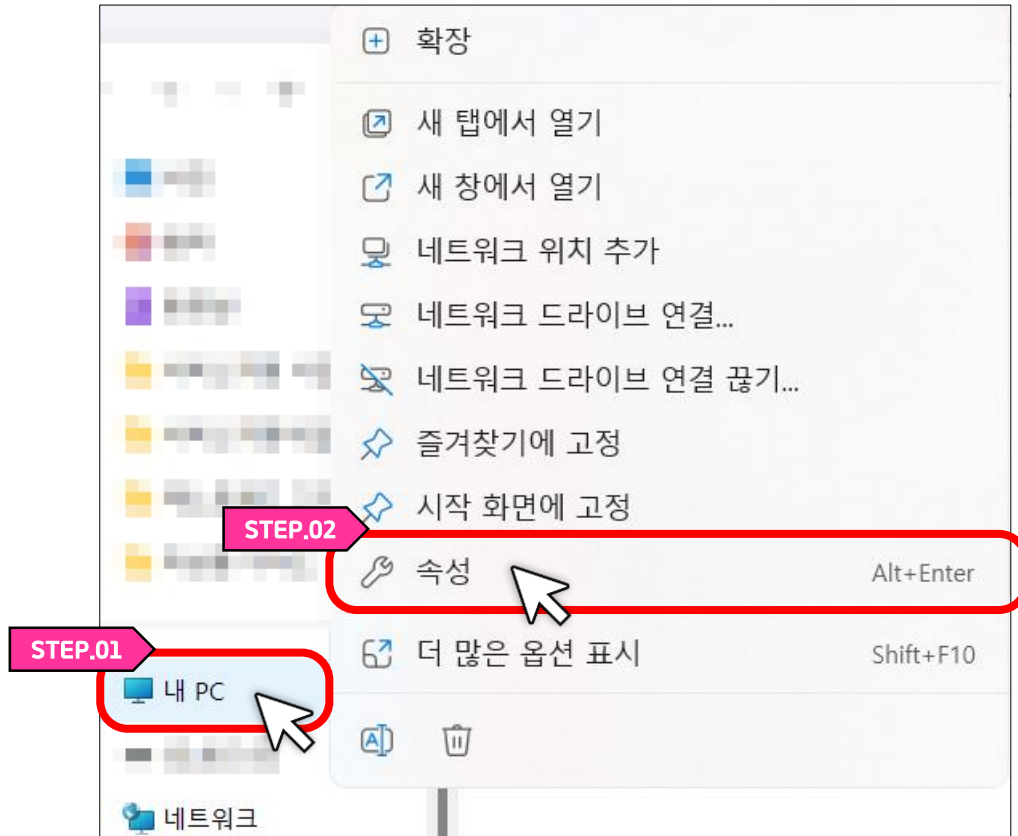 확장
새 탭에서 열기
새 창에서 열기
네트워크 위치 추가
네트워크 드라이브 연결...
네트워크 드라이브 연결 끊기...
즐겨찾기에 고정
시작 화면에 고정
STEP.02
속성 Alt+Enter
STEP.01
더 많은 옵션 표시 Shift+F10
내 PC
네트워크